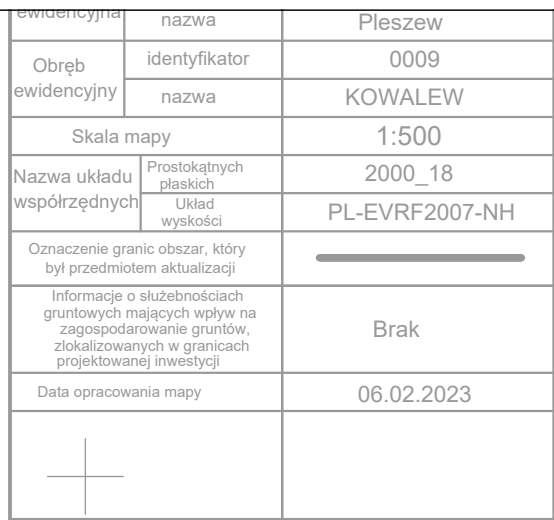 ewidencyjna
nazwa
Pleszew
Obręb
ewidencyjny
identyfikator
0009
nazwa
KOWALEW
Skala mapy
1:500
Nazwa układu
współrzędnych
Prostokątnych
płaskich
2000_18
Układ
wyskości
PL-EVRF2007-NH
Oznaczenie granic obszar, który
był przedmiotem aktualizacji
Informacje o służebnościach
gruntowych mających wpływ na
zagospodarowanie gruntów,
zlokalizowanych w granicach
projektowanej inwestycji
Brak
Data opracowania mapy
06.02.2023